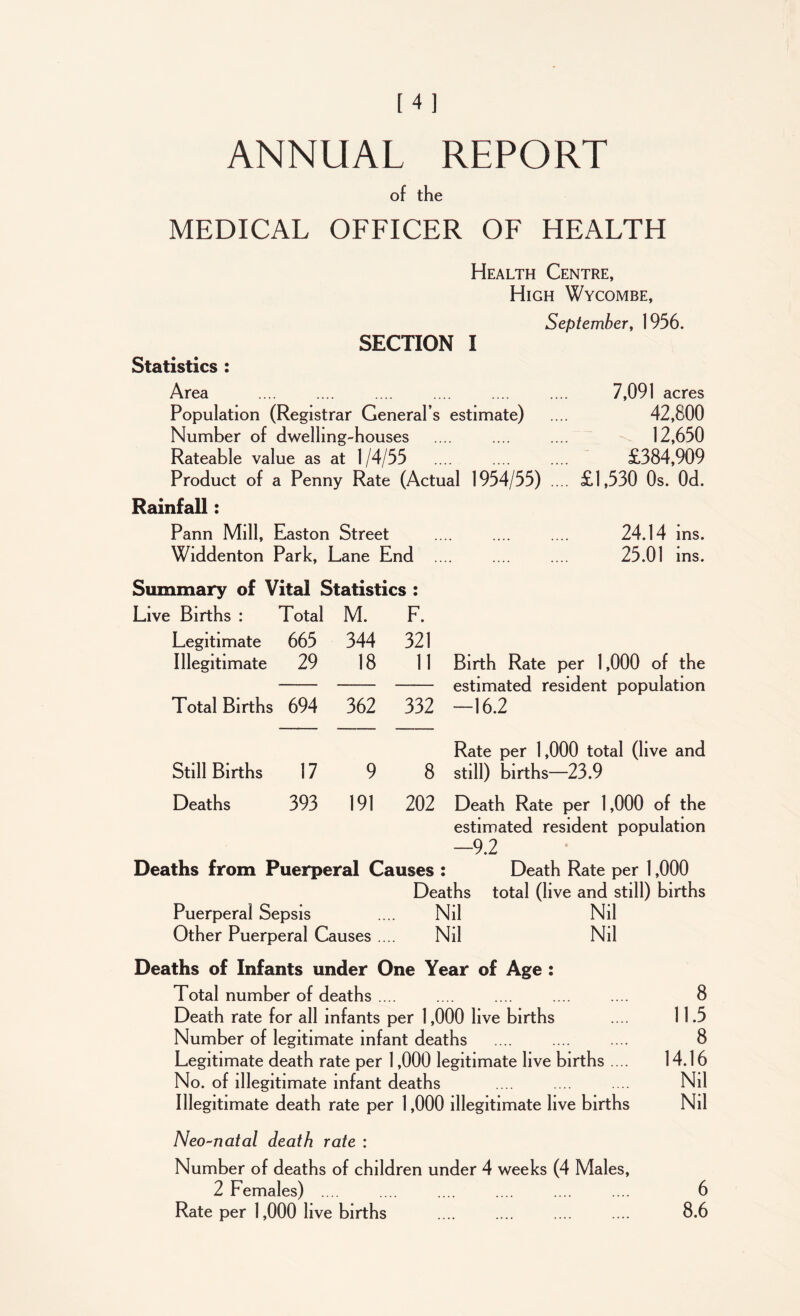 [ 4 ]
ANNUAL REPORT
of the
MEDICAL OFFICER OF HEALTH
Health Centre,
High Wycombe,
September, 1956.
SECTION I
Statistics :
Area .... .... .... .... .... .... 7,091 acres
Population (Registrar General's estimate) .... 42,800
Number of dwelling-houses .... .... .... 12,650
Rateable value as at 1/4/55 .... .... .... £384,909
Product of a Penny Rate (Actual 1954/55) .... £1,530 0s. 0d.
Rainfall :
Pann Mill, Easton Street .... .... .... 24.14 ins.
Widdenton Park, Lane End .... .... .... 25.01 ins.
Summary of Vital Statistics :
Live Births : Total M. F.
Legitimate 665 344 321
Illegitimate 29 18 11 Birth Rate per 1,000 of the
estimated resident population
Total Births 694 362 332 —16.2
Rate per 1,000 total (live and
Still Births 17 9 8 still) births—23.9
Deaths 393 191 202 Death Rate per 1,000 of the
estimated resident population
—9.2
Deaths from Puerperal Causes : Death Rate per 1,000
Deaths total (live and still) births
Puerperal Sepsis .... Nil Nil
Other Puerperal Causes .... Nil Nil
Deaths of Infants under One Year of Age :
Total number of deaths .... .... .... .... .... 8
Death rate for all infants per 1,000 live births .... 11.5
Number of legitimate infant deaths .... .... .... 8
Legitimate death rate per 1,000 legitimate live births .... 14.16
No. of illegitimate infant deaths .... .... .... Nil
Illegitimate death rate per 1,000 illegitimate live births Nil
Neo-natal death rate :
Number of deaths of children under 4 weeks (4 Males,
2 Females) .... .... .... .... .... .... 6
Rate per 1,000 live births .... .... .... .... 8.6